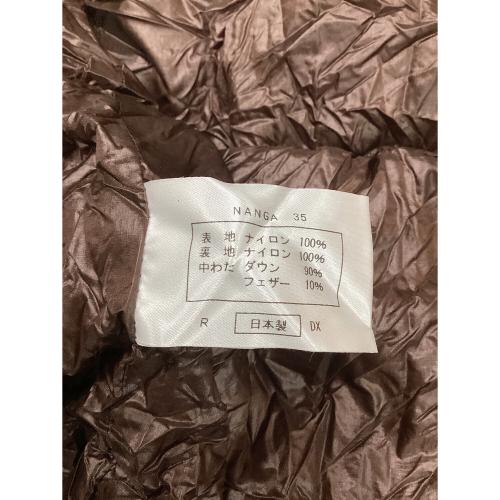 NANGA 35
表 地 ナイロン 100%
裏 地 ナイロン 100%
中わた ダウン 90%
フェザー 10%
R 日本製 DX